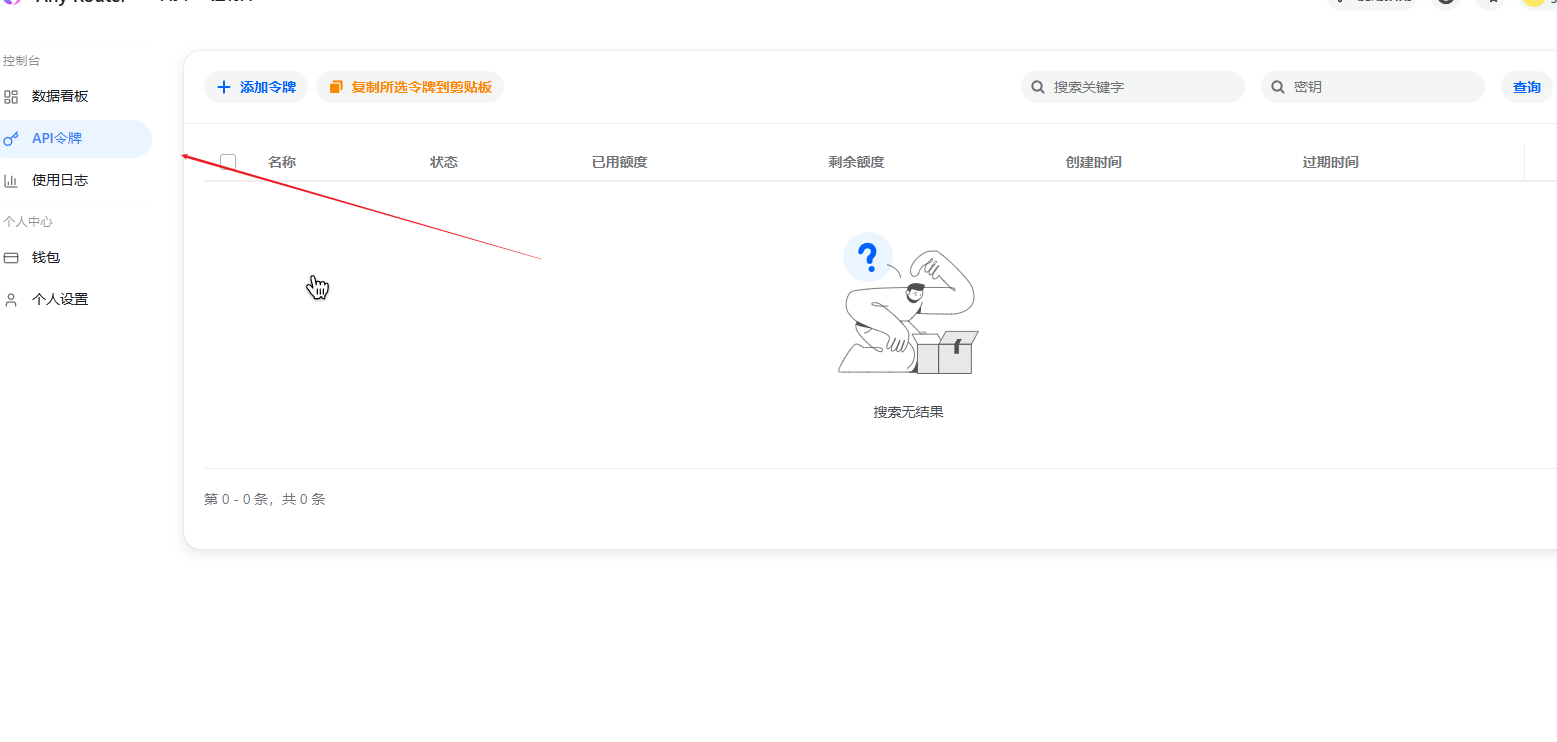 Any Router
控制台
数据看板
API令牌
使用日志
个人中心
钱包
个人设置
添加令牌
复制所选令牌到剪贴板
搜索关键字
密钥
查询
名称
状态
已用额度
剩余额度
创建时间
过期时间
?
搜索无结果
第 0 - 0 条，共 0 条